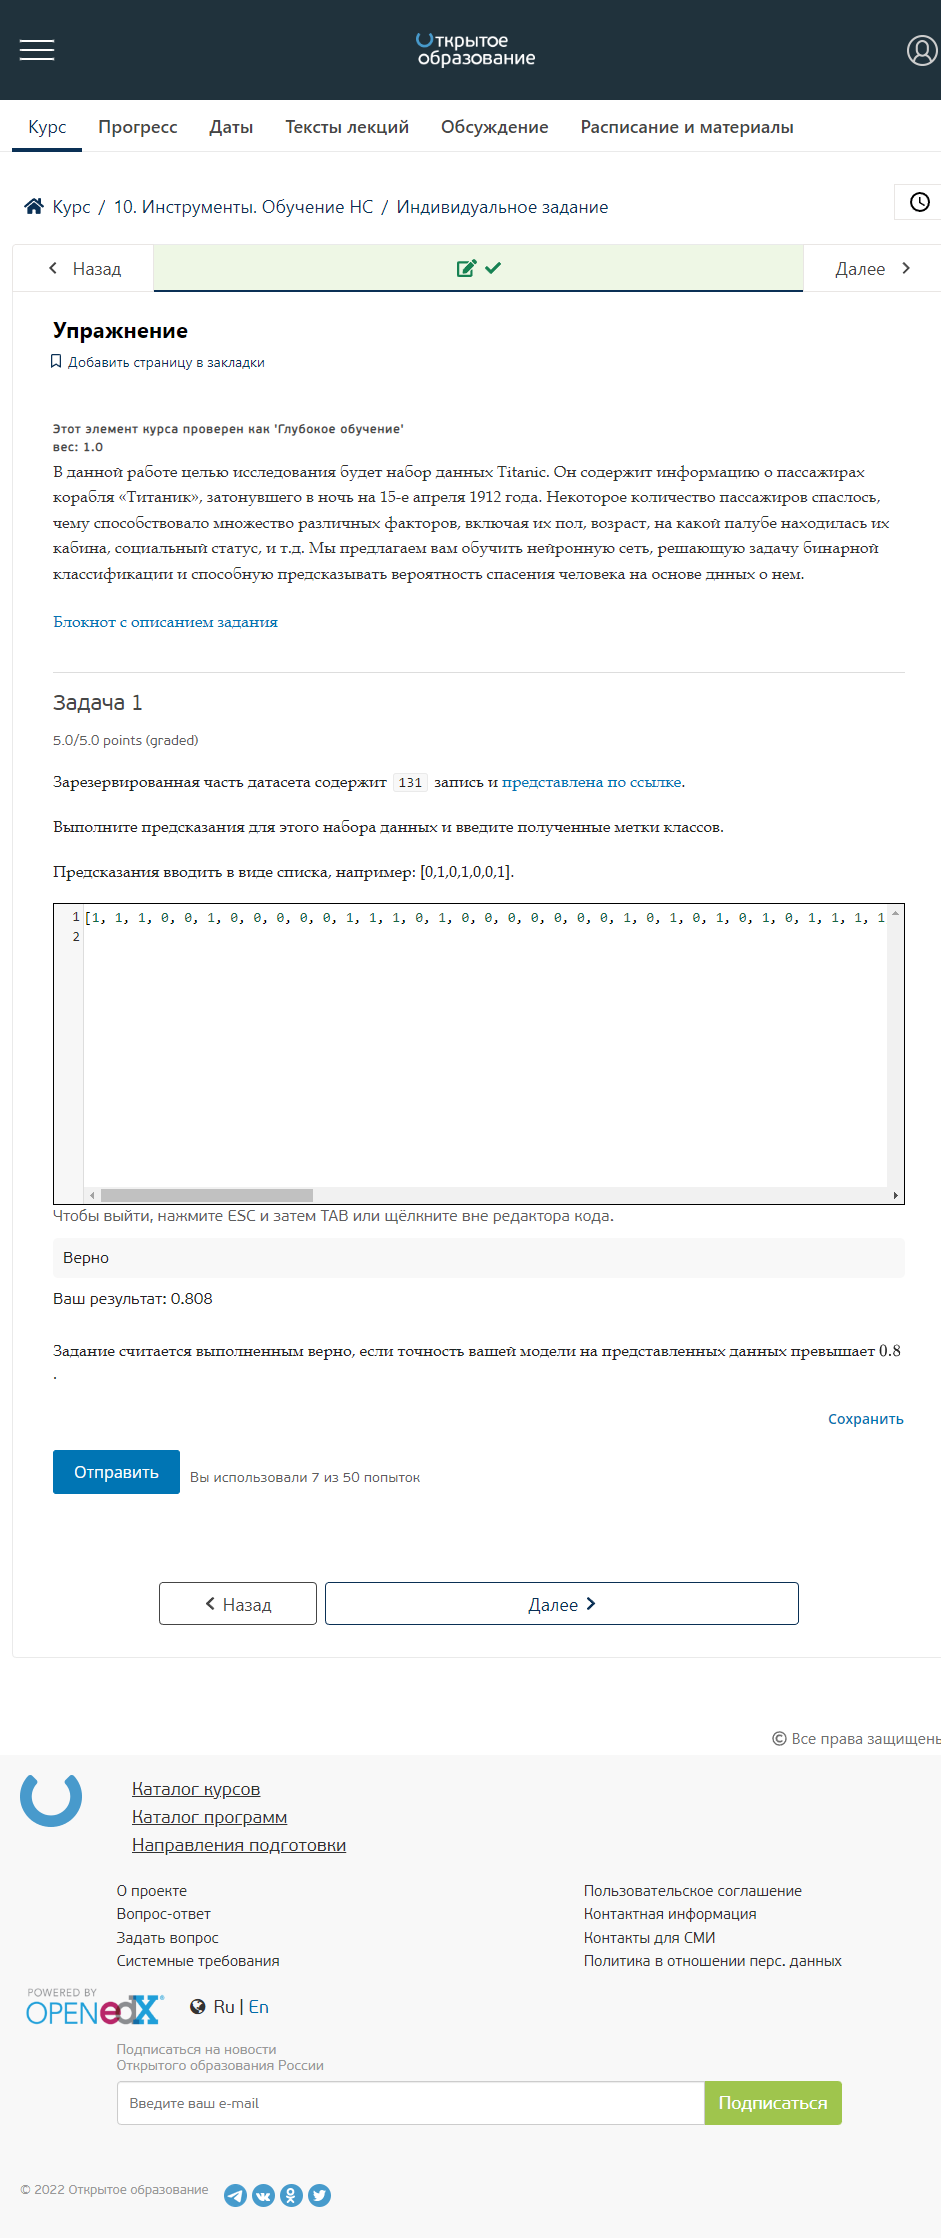 Открытое
образование
Курс Прогресс Даты Тексты лекций Обсуждение Расписание и материалы
Курс / 10. Инструменты. Обучение НС / Индивидуальное задание
Назад Далее
Упражнение
Добавить страницу в закладки
Этот элемент курса проверен как 'Глубокое обучение'
вес: 1.0
В данной работе целью исследования будет набор данных Titanic. Он содержит информацию о пассажирах
корабля «Титаник», затонувшего в ночь на 15-е апреля 1912 года. Некоторое количество пассажиров спаслось,
чему способствовало множество различных факторов, включая их пол, возраст, на какой палубе находилась их
кабина, социальный статус, и т.д. Мы предлагаем вам обучить нейронную сеть, решающую задачу бинарной
классификации и способную предсказывать вероятность спасения человека на основе днных о нем.
Блокнот с описанием задания
Задача 1
5.0/5.0 points (graded)
Зарезервированная часть датасета содержит 131 запись и представлена по ссылке.
Выполните предсказания для этого набора данных и введите полученные метки классов.
Предсказания вводить в виде списка, например: [0,1,0,1,0,0,1].
1 [1, 1, 1, 0, 0, 1, 0, 0, 0, 0, 0, 1, 1, 1, 0, 1, 0, 0, 0, 0, 0, 0, 0, 1, 0, 1, 0, 1, 0, 1, 0, 1, 1, 1, 1
2
Чтобы выйти, нажмите ESC и затем TAB или щёлкните вне редактора кода.
Верно
Ваш результат: 0.808
Задание считается выполненным верно, если точность вашей модели на представленных данных превышает 0.8
.
Сохранить
Отправить Вы использовали 7 из 50 попыток
Назад Далее
© Все права защищены
Каталог курсов
Каталог программ
Направления подготовки
О проекте Пользовательское соглашение
Вопрос-ответ Контактная информация
Задать вопрос Контакты для СМИ
Системные требования Политика в отношении перс. данных
POWERED BY
OPEN edX Ru | En
Подписаться на новости
Открытого образования России
Введите ваш e-mail Подписаться
© 2022 Открытое образование